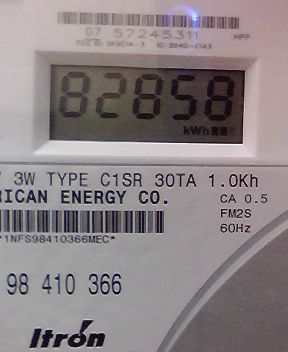 07 57245311 MPP
82858
kWh
3W TYPE C1SR 30TA 1.0Kh
RICAN ENERGY CO.
CA 0.5
FM2S
60Hz
*1NFS98410366MEC*
98 410 366
Itron